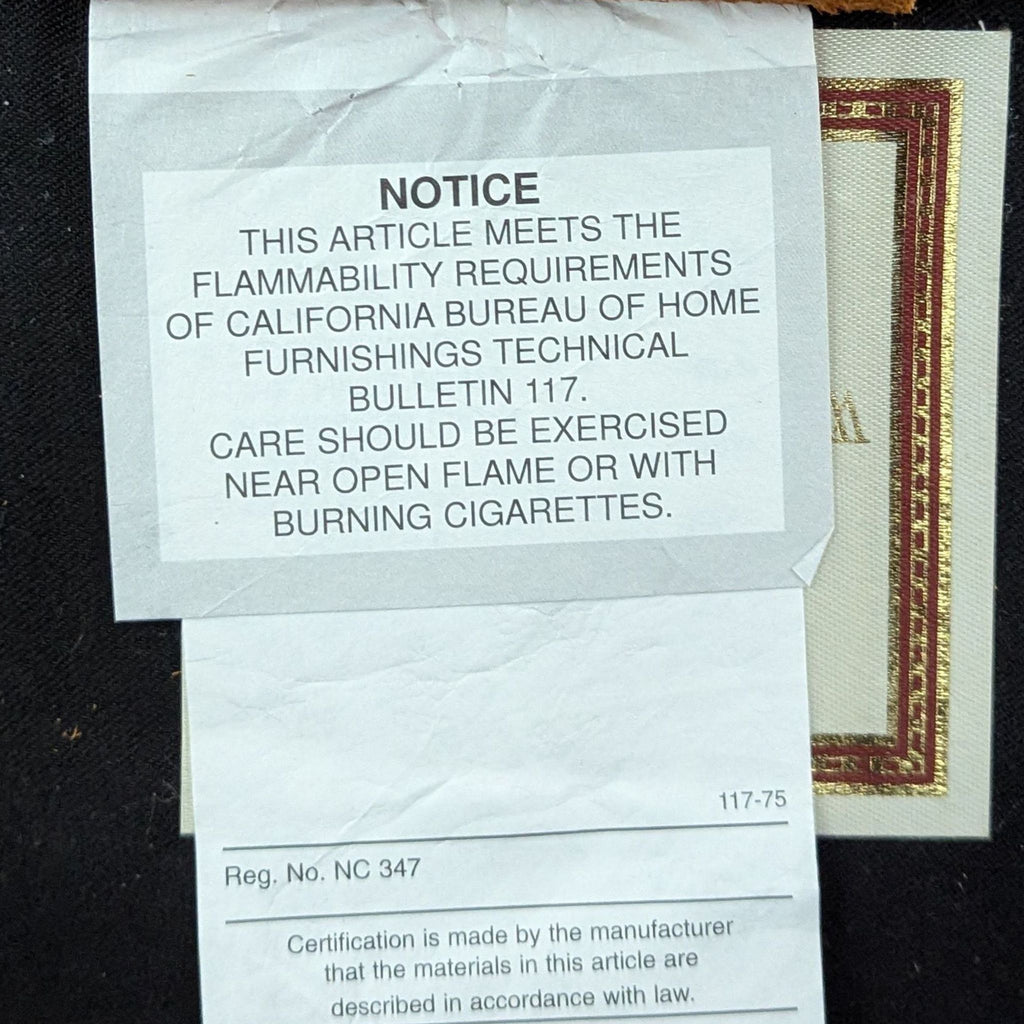 NOTICE
THIS ARTICLE MEETS THE
FLAMMABILITY REQUIREMENTS
OF CALIFORNIA BUREAU OF HOME
FURNISHINGS TECHNICAL
BULLETIN 117.
CARE SHOULD BE EXERCISED
NEAR OPEN FLAME OR WITH
BURNING CIGARETTES.
117-75
Reg. No. NC 347
Certification is made by the manufacturer
that the materials in this article are
described in accordance with law.